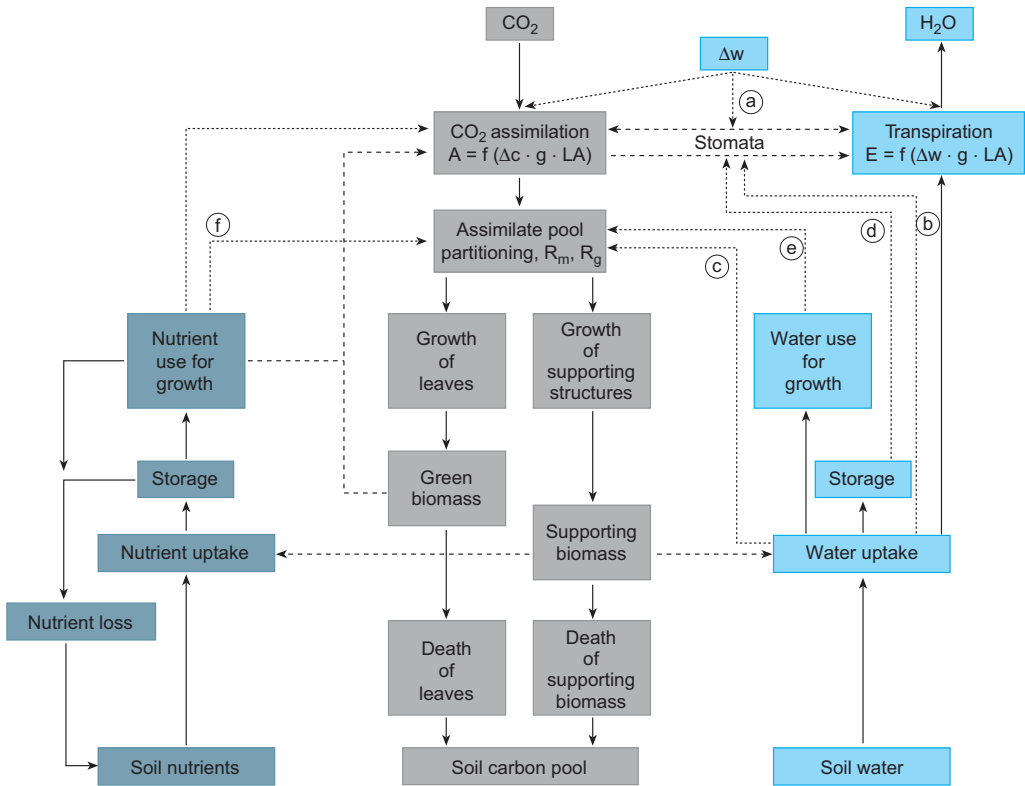 CO₂
H₂O
Δw
a
CO₂ assimilation
A = f (Δc · g · LA)
Stomata
Transpiration
E = f (Δw · g · LA)
f
Assimilate pool
partitioning, Rₘ, R_g
e
c
d
b
Nutrient
use for
growth
Growth
of
leaves
Growth
of
supporting
structures
Water use
for
growth
Storage
Green
biomass
Storage
Nutrient uptake
Supporting
biomass
Water uptake
Nutrient loss
Death
of
leaves
Death
of
supporting
biomass
Soil nutrients
Soil carbon pool
Soil water